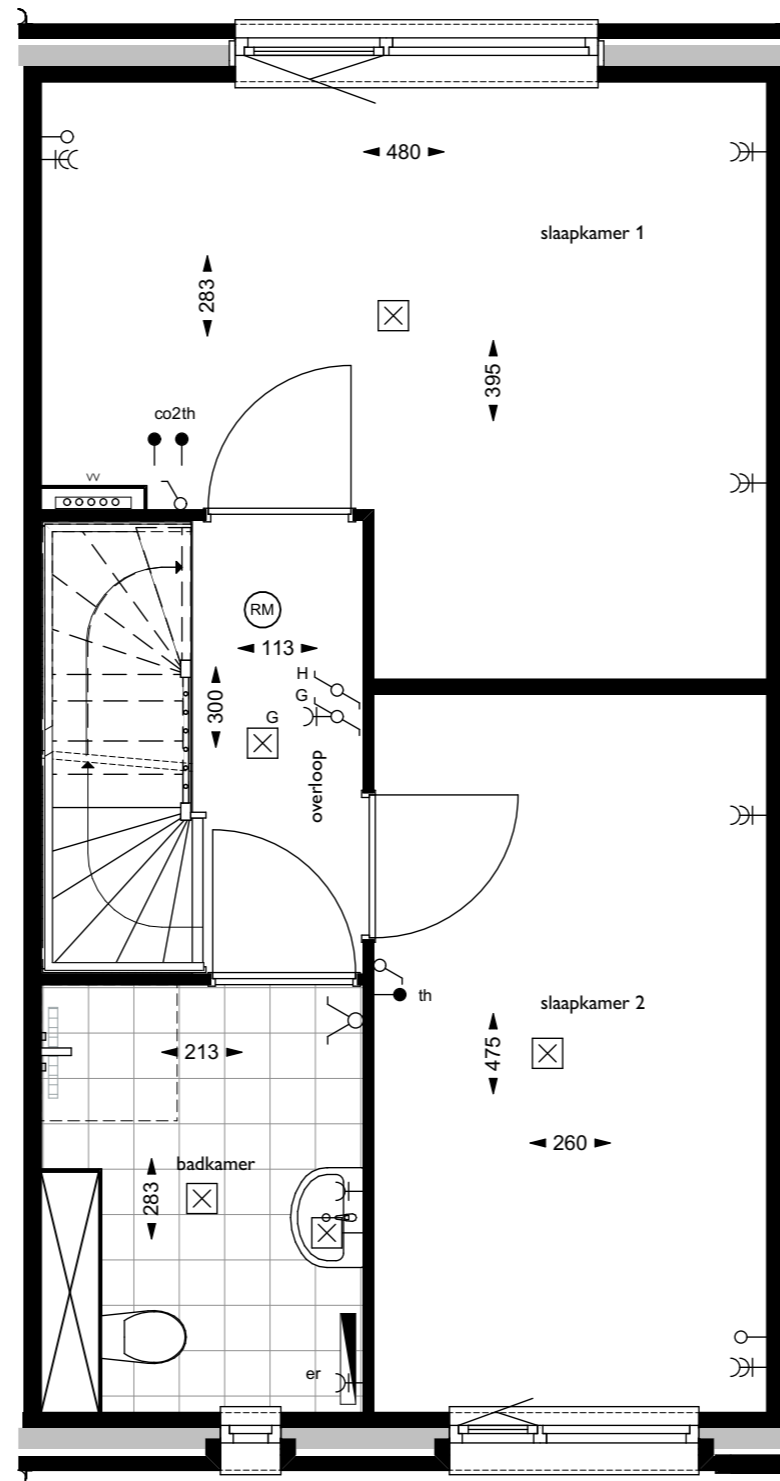 480
slaapkamer 1
283
395
co2th
vv
RM
113
H
G
300
G
overloop
th
slaapkamer 2
213
475
260
badkamer
283
er